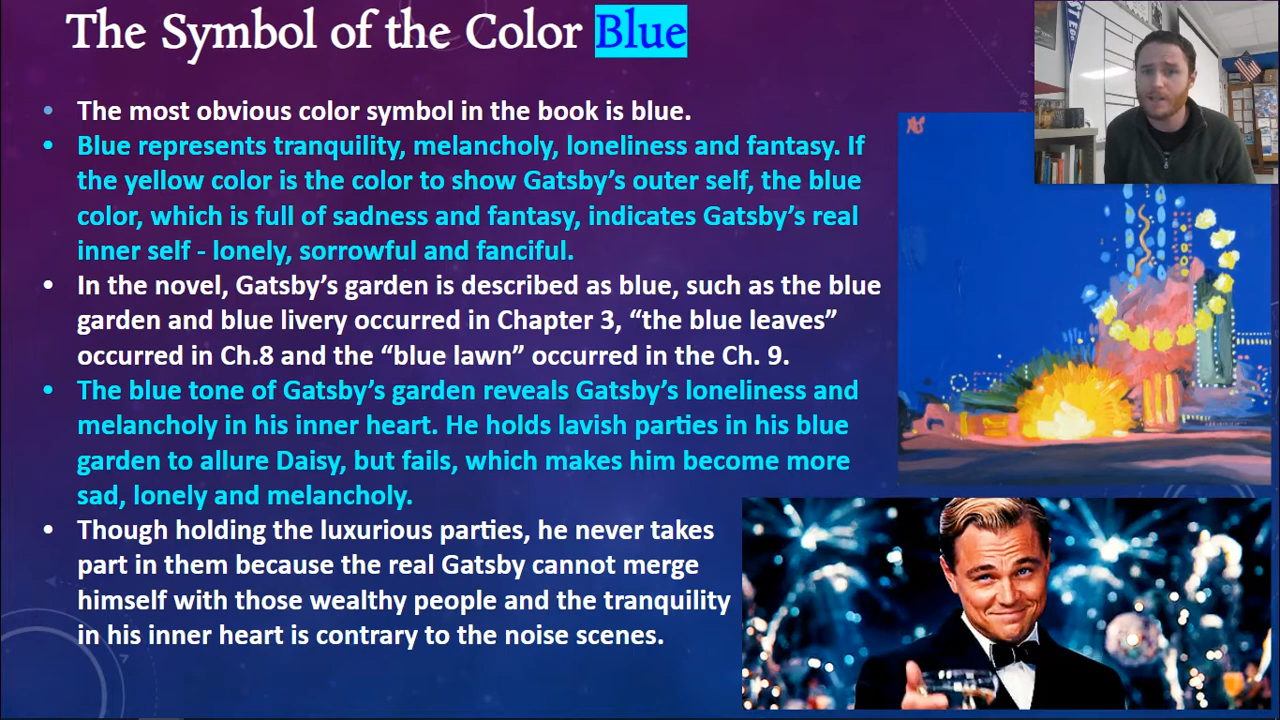 The Symbol of the Color Blue
The most obvious color symbol in the book is blue.
Blue represents tranquility, melancholy, loneliness and fantasy. If
the yellow color is the color to show Gatsby's outer self, the blue
color, which is full of sadness and fantasy, indicates Gatsby's real
inner self - lonely, sorrowful and fanciful.
In the novel, Gatsby's garden is described as blue, such as the blue
garden and blue livery occurred in Chapter 3, “the blue leaves”
occurred in Ch.8 and the “blue lawn” occurred in the Ch. 9.
The blue tone of Gatsby's garden reveals Gatsby's loneliness and
melancholy in his inner heart. He holds lavish parties in his blue
garden to allure Daisy, but fails, which makes him become more
sad, lonely and melancholy.
Though holding the luxurious parties, he never takes
part in them because the real Gatsby cannot merge
himself with those wealthy people and the tranquility
in his inner heart is contrary to the noise scenes.